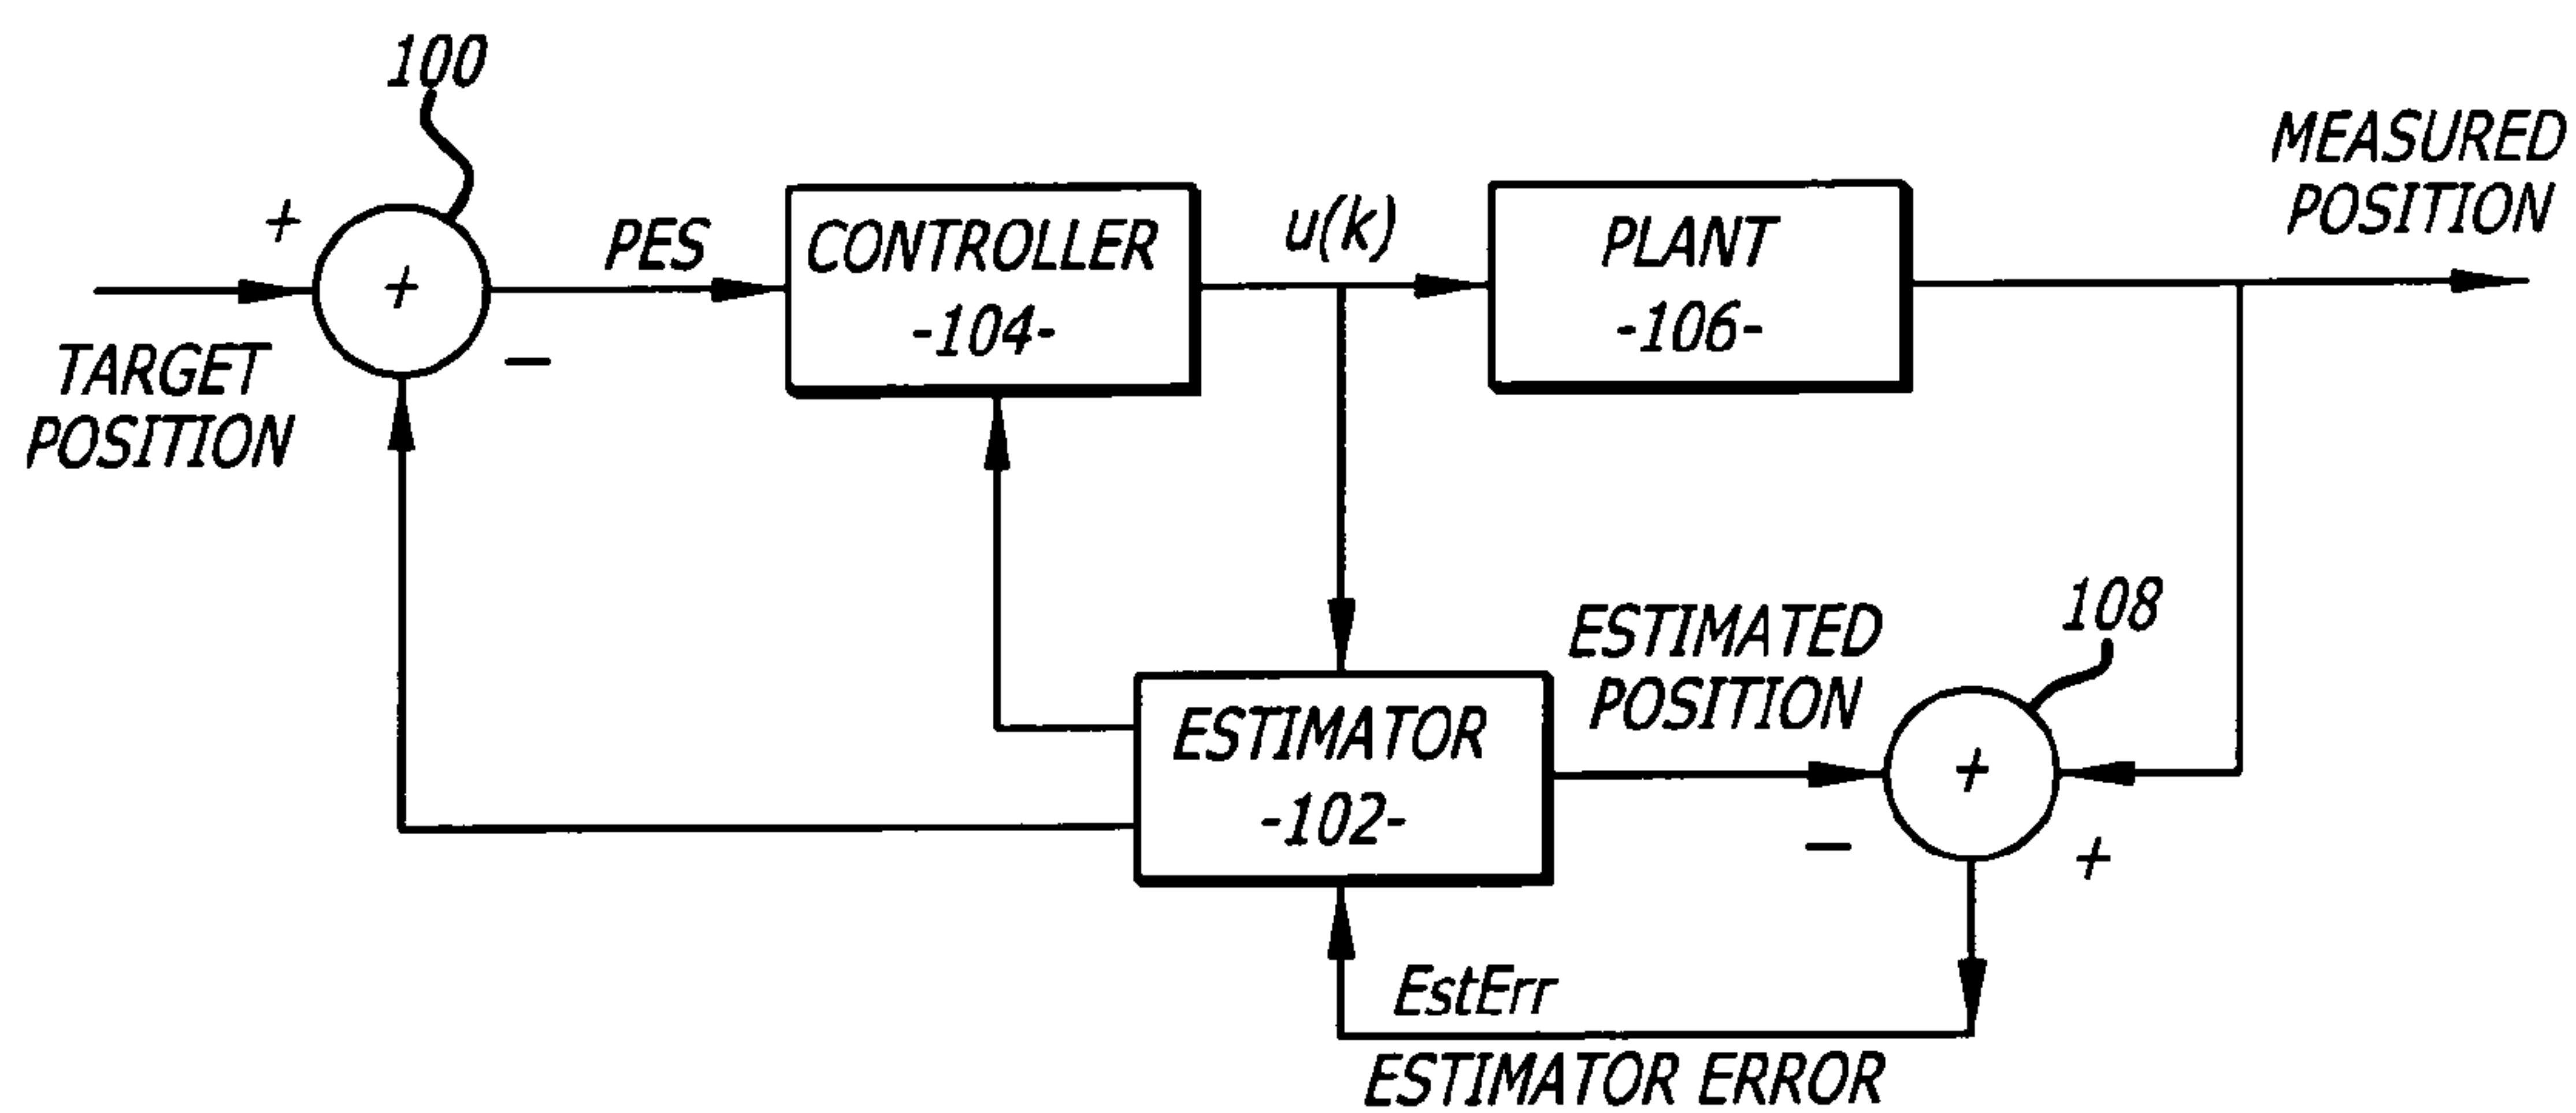 100
+
+
TARGET
POSITION
−
PES
CONTROLLER
-104-
u(k)
PLANT
-106-
MEASURED
POSITION
ESTIMATOR
-102-
ESTIMATED
POSITION
108
+
−
+
EstErr
ESTIMATOR ERROR